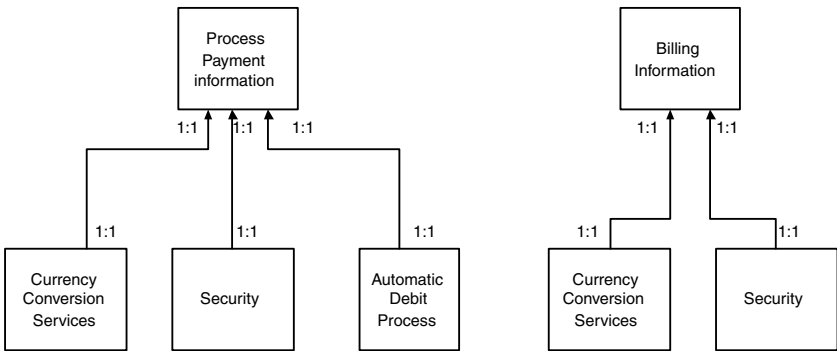 Process
Payment
information
Billing
Information
1:1
1:1
1:1
1:1
1:1
1:1
1:1
1:1
1:1
1:1
Currency
Conversion
Services
Security
Automatic
Debit
Process
Currency
Conversion
Services
Security